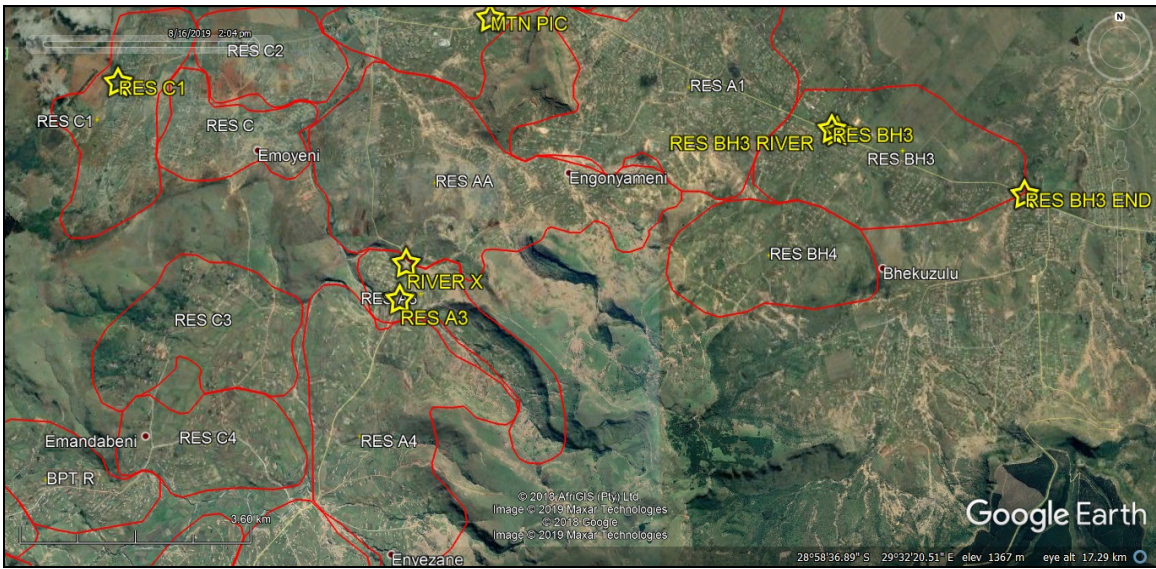 N
MTN PIC
8/16/2019 2:04 pm
RES C2
RES C1
RES A1
RES C1
RES C
RES BH3 RIVER
RES BH3
Emoyeni
RES BH3
Engonyameni
RES AA
RES BH3 END
RES BH4
Bhekuzulu
RIVER X
RES
RES A3
RES C3
Emandabeni
RES C4
RES A4
BPT R
© 2018 AfriGIS (Pty) Ltd.
Image © 2019 Maxar Technologies
© 2018 Google
Image © 2019 Maxar Technologies
3.60 km
Google Earth
Enyezane
28°58'36.89" S 29°32'20.51" E elev 1367 m eye alt 17.29 km